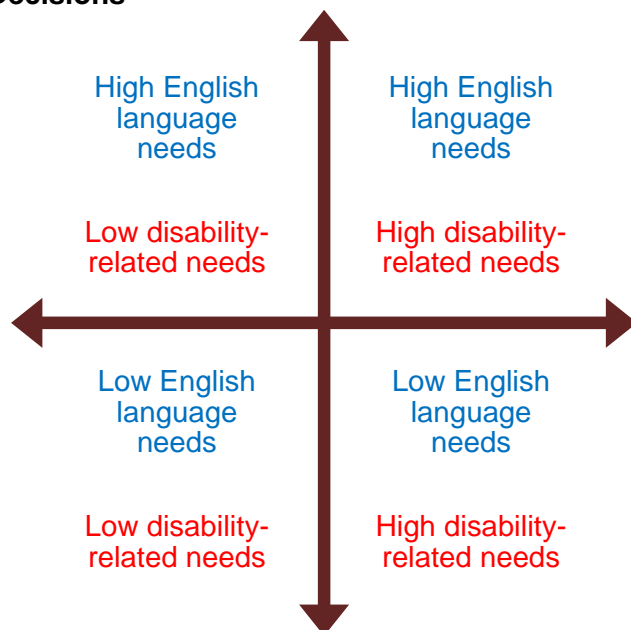 High English
language
needs
Low disability-
related needs
High English
language
needs
High disability-
related needs
Low English
language
needs
Low disability-
related needs
Low English
language
needs
High disability-
related needs